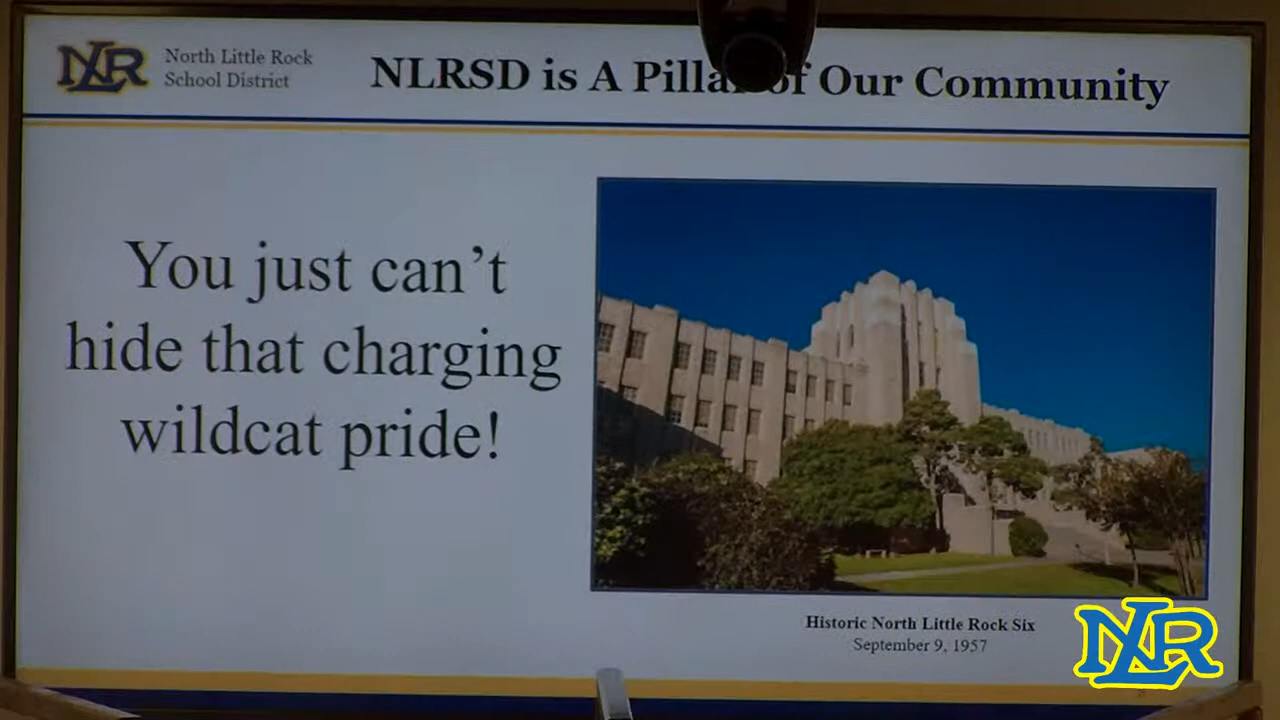 NLR
North Little Rock
School District
NLRSD is A Pillar of Our Community
You just can't
hide that charging
wildcat pride!
Historic North Little Rock Six
September 9, 1957
NLR